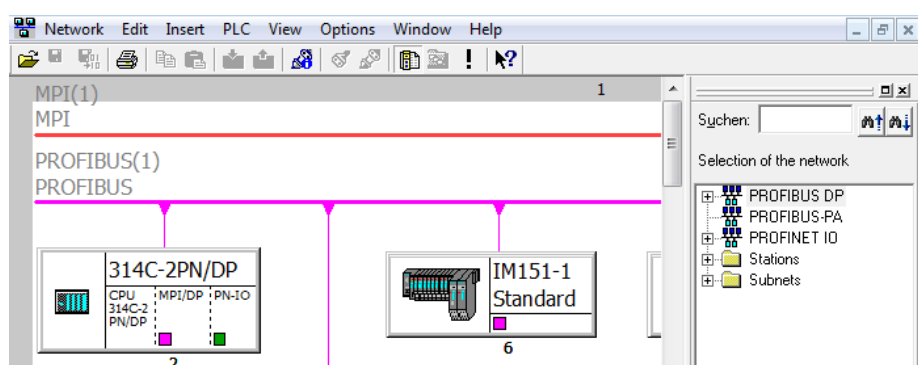 Network Edit Insert PLC View Options Window Help
MPI(1) 1
MPI
PROFIBUS(1)
PROFIBUS
314C-2PN/DP
CPU 314C-2 PN/DP
MPI/DP
PN-IO
2
IM151-1
Standard
6
Suchen:
Selection of the network
PROFIBUS DP
PROFIBUS-PA
PROFINET IO
Stations
Subnets